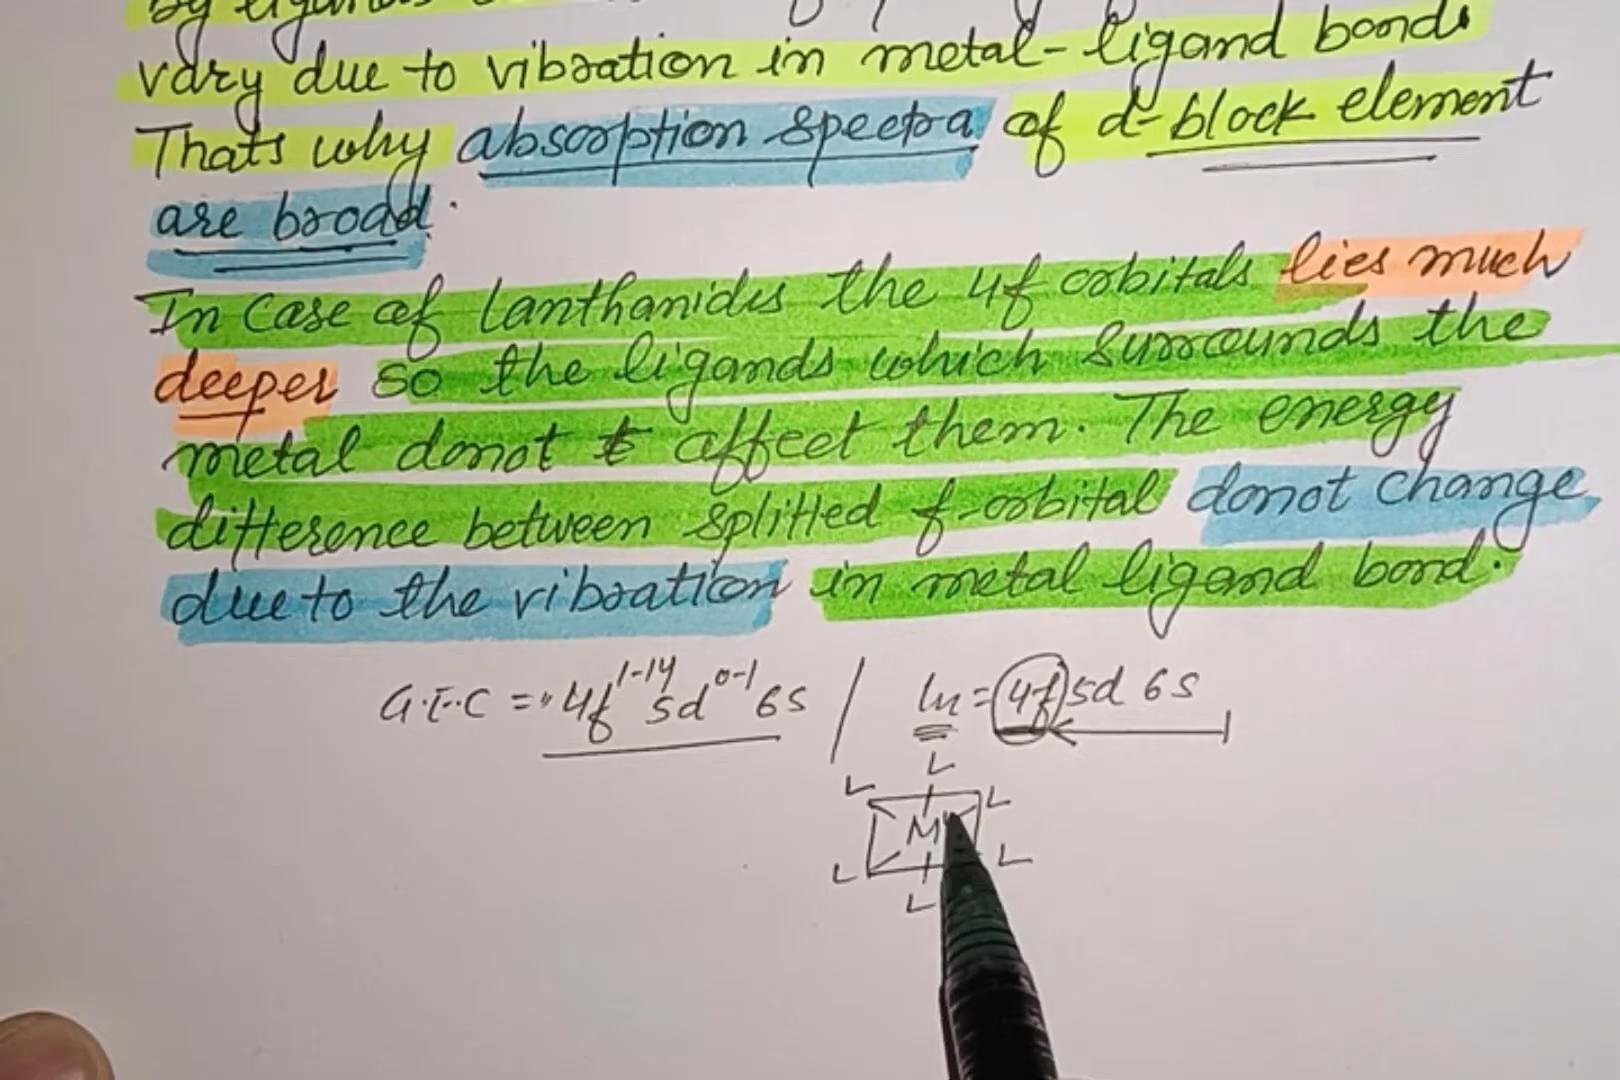 by ligands
vary due to vibration in metal-ligand bond.
Thats why absorption spectra of d-block element
are broad.
In case of lanthanides the 4f orbitals lies much
deeper so the ligands which surrounds the
metal donot affect them. The energy
difference between splitted f-orbital donot change
due to the vibration in metal ligand bond.
G.E.C = 4f¹⁻¹⁴ 5d⁰⁻¹ 6s / Ln = 4f 5d 6s
L
L L
M
L L
L